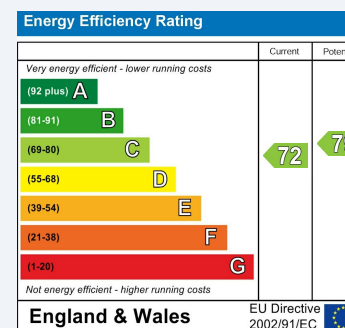 Energy Efficiency Rating
Current
Very energy efficient - lower running costs
(92 plus) A
(81-91) B
(69-80) C
72
(55-68) D
(39-54) E
(21-38) F
(1-20) G
Not energy efficient - higher running costs
England & Wales
EU Directive
2002/91/EC